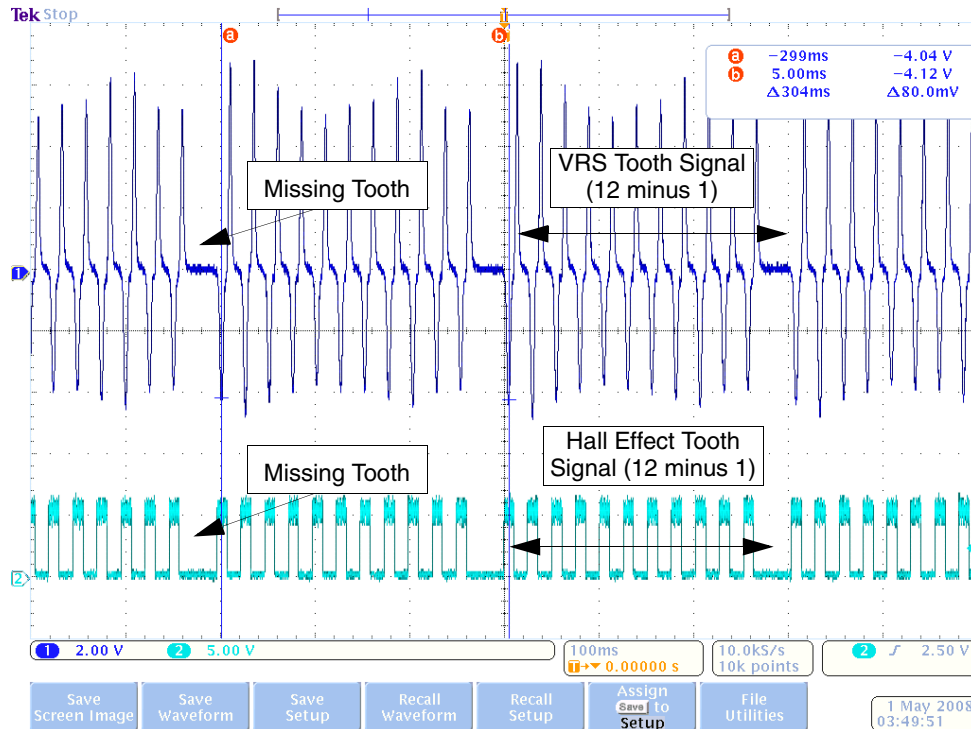 Tek Stop
a
b
a −299ms −4.04 V
b 5.00ms −4.12 V
Δ304ms Δ80.0mV
Missing Tooth
VRS Tooth Signal
(12 minus 1)
1
Missing Tooth
Hall Effect Tooth
Signal (12 minus 1)
2
1 2.00 V 2 5.00 V
100ms
T→▼ 0.00000 s
10.0kS/s
10k points
2 2.50 V
Save
Screen Image
Save
Waveform
Save
Setup
Recall
Waveform
Recall
Setup
Assign
Save to
Setup
File
Utilities
1 May 2008
03:49:51